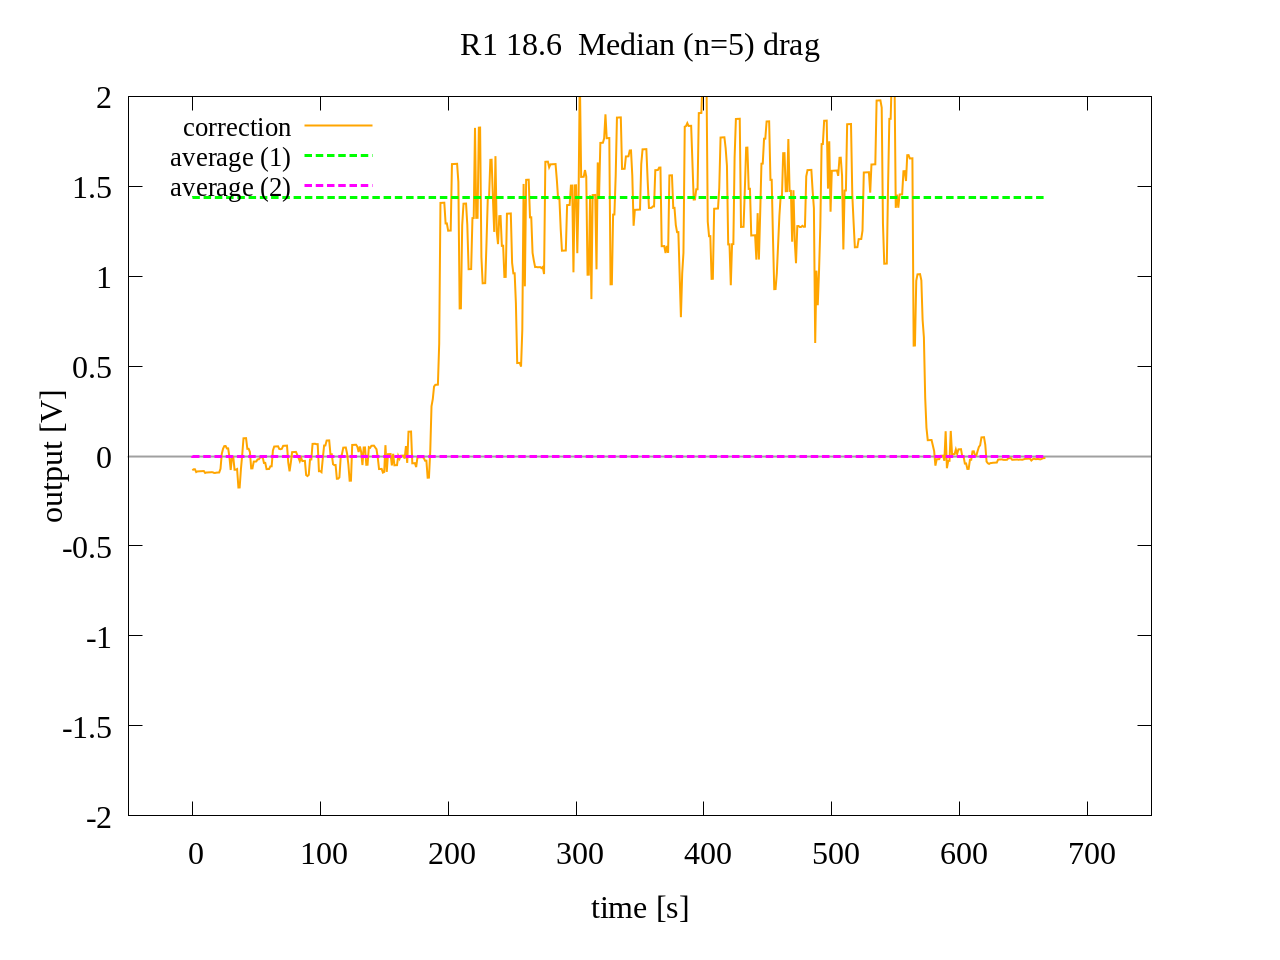 R1 18.6  Median (n=5) drag
correction
average (1)
average (2)
2
1.5
1
0.5
0
-0.5
-1
-1.5
-2
output [V]
0 100 200 300 400 500 600 700
time [s]